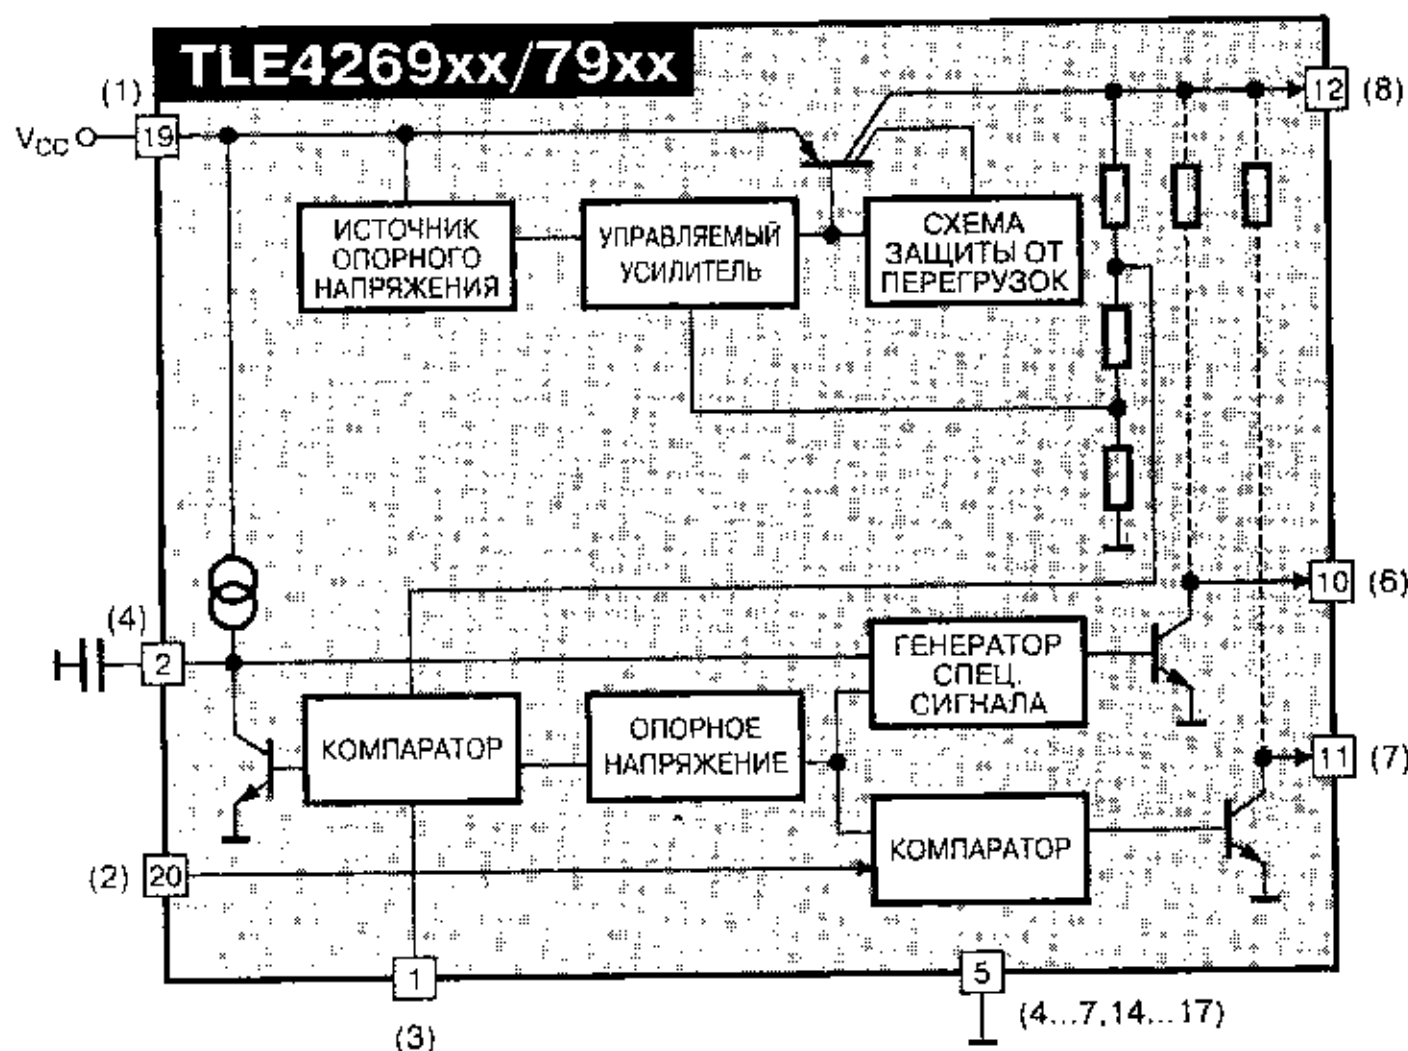 TLE4269xx/79xx
(1)
19
VCC
12
(8)
ИСТОЧНИК
ОПОРНОГО
НАПРЯЖЕНИЯ
УПРАВЛЯЕМЫЙ
УСИЛИТЕЛЬ
СХЕМА
ЗАЩИТЫ ОТ
ПЕРЕГРУЗОК
10
(6)
(4)
2
ГЕНЕРАТОР
СПЕЦ.
СИГНАЛА
КОМПАРАТОР
ОПОРНОЕ
НАПРЯЖЕНИЕ
11
(7)
КОМПАРАТОР
(2)
20
1
(3)
5
(4...7,14...17)